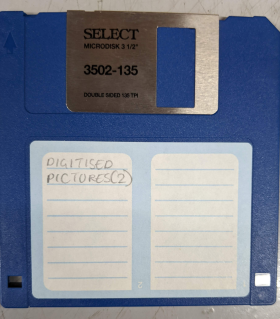 SELECT
MICRODISK 3 1/2"
3502-135
DOUBLE SIDED 135 TPI
DIGITISED
PICTURES(2)